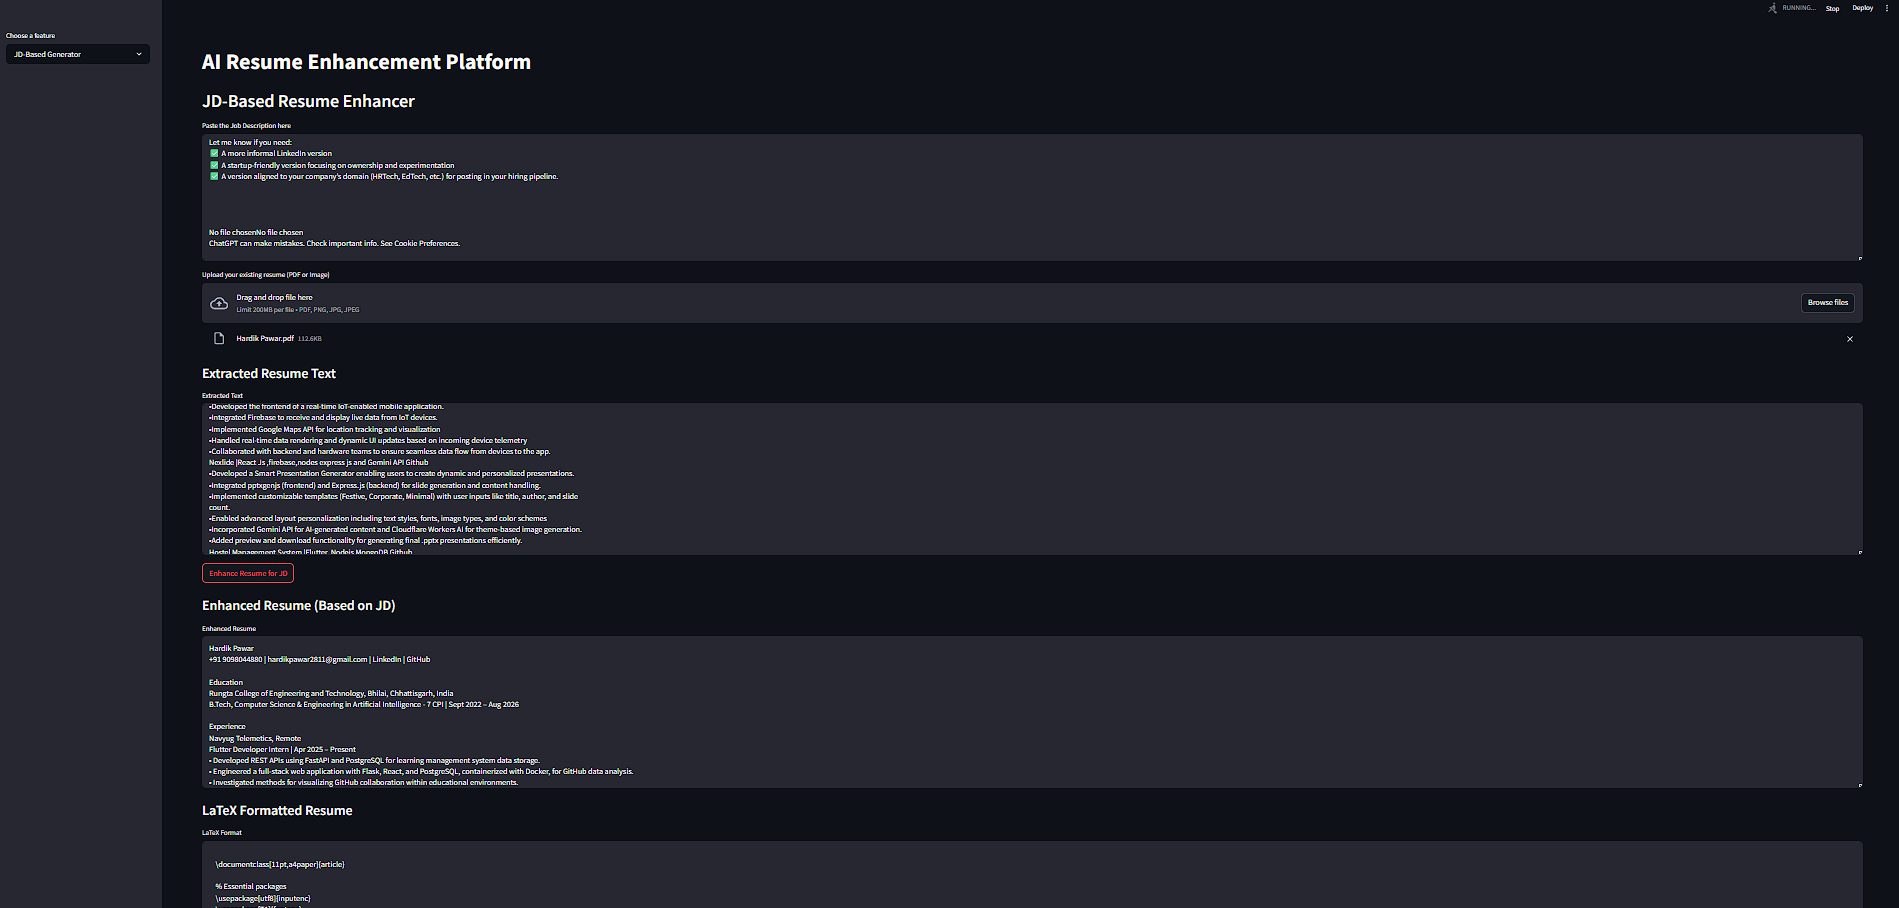 RUNNING...
Stop
Deploy
Choose a feature
JD-Based Generator
AI Resume Enhancement Platform
JD-Based Resume Enhancer
Paste the Job Description here
Let me know if you need:
✅ A more informal LinkedIn version
✅ A startup-friendly version focusing on ownership and experimentation
✅ A version aligned to your company's domain (HRTech, EdTech, etc.) for posting in your hiring pipeline.
No file chosenNo file chosen
ChatGPT can make mistakes. Check important info. See Cookie Preferences.
Upload your existing resume (PDF or Image)
Drag and drop file here
Limit 200MB per file • PDF, PNG, JPG, JPEG
Browse files
Hardik Pawar.pdf 112.6KB
Extracted Resume Text
Extracted Text
•Developed the frontend of a real-time IoT-enabled mobile application.
•Integrated Firebase to receive and display live data from IoT devices.
•Implemented Google Maps API for location tracking and visualization
•Handled real-time data rendering and dynamic UI updates based on incoming device telemetry
•Collaborated with backend and hardware teams to ensure seamless data flow from devices to the app.
Nexlide |React Js ,firebase,nodes express js and Gemini API Github
•Developed a Smart Presentation Generator enabling users to create dynamic and personalized presentations.
•Integrated pptxgenjs (frontend) and Express.js (backend) for slide generation and content handling.
•Implemented customizable templates (Festive, Corporate, Minimal) with user inputs like title, author, and slide
count.
•Enabled advanced layout personalization including text styles, fonts, image types, and color schemes
•Incorporated Gemini API for AI-generated content and Cloudflare Workers AI for theme-based image generation.
•Added preview and download functionality for generating final .pptx presentations efficiently.
Hostel Management System |Flutter, Nodejs MongoDB Github
Enhance Resume for JD
Enhanced Resume (Based on JD)
Enhanced Resume
Hardik Pawar
+91 9098044880 | hardikpawar2811@gmail.com | LinkedIn | GitHub
Education
Rungta College of Engineering and Technology, Bhilai, Chhattisgarh, India
B.Tech, Computer Science & Engineering in Artificial Intelligence - 7 CPI | Sept 2022 – Aug 2026
Experience
Navyug Telemetics, Remote
Flutter Developer Intern | Apr 2025 – Present
• Developed REST APIs using FastAPI and PostgreSQL for learning management system data storage.
• Engineered a full-stack web application with Flask, React, and PostgreSQL, containerized with Docker, for GitHub data analysis.
• Investigated methods for visualizing GitHub collaboration within educational environments.
LaTeX Formatted Resume
LaTeX Format
\documentclass[11pt,a4paper]{article}
% Essential packages
\usepackage[utf8]{inputenc}